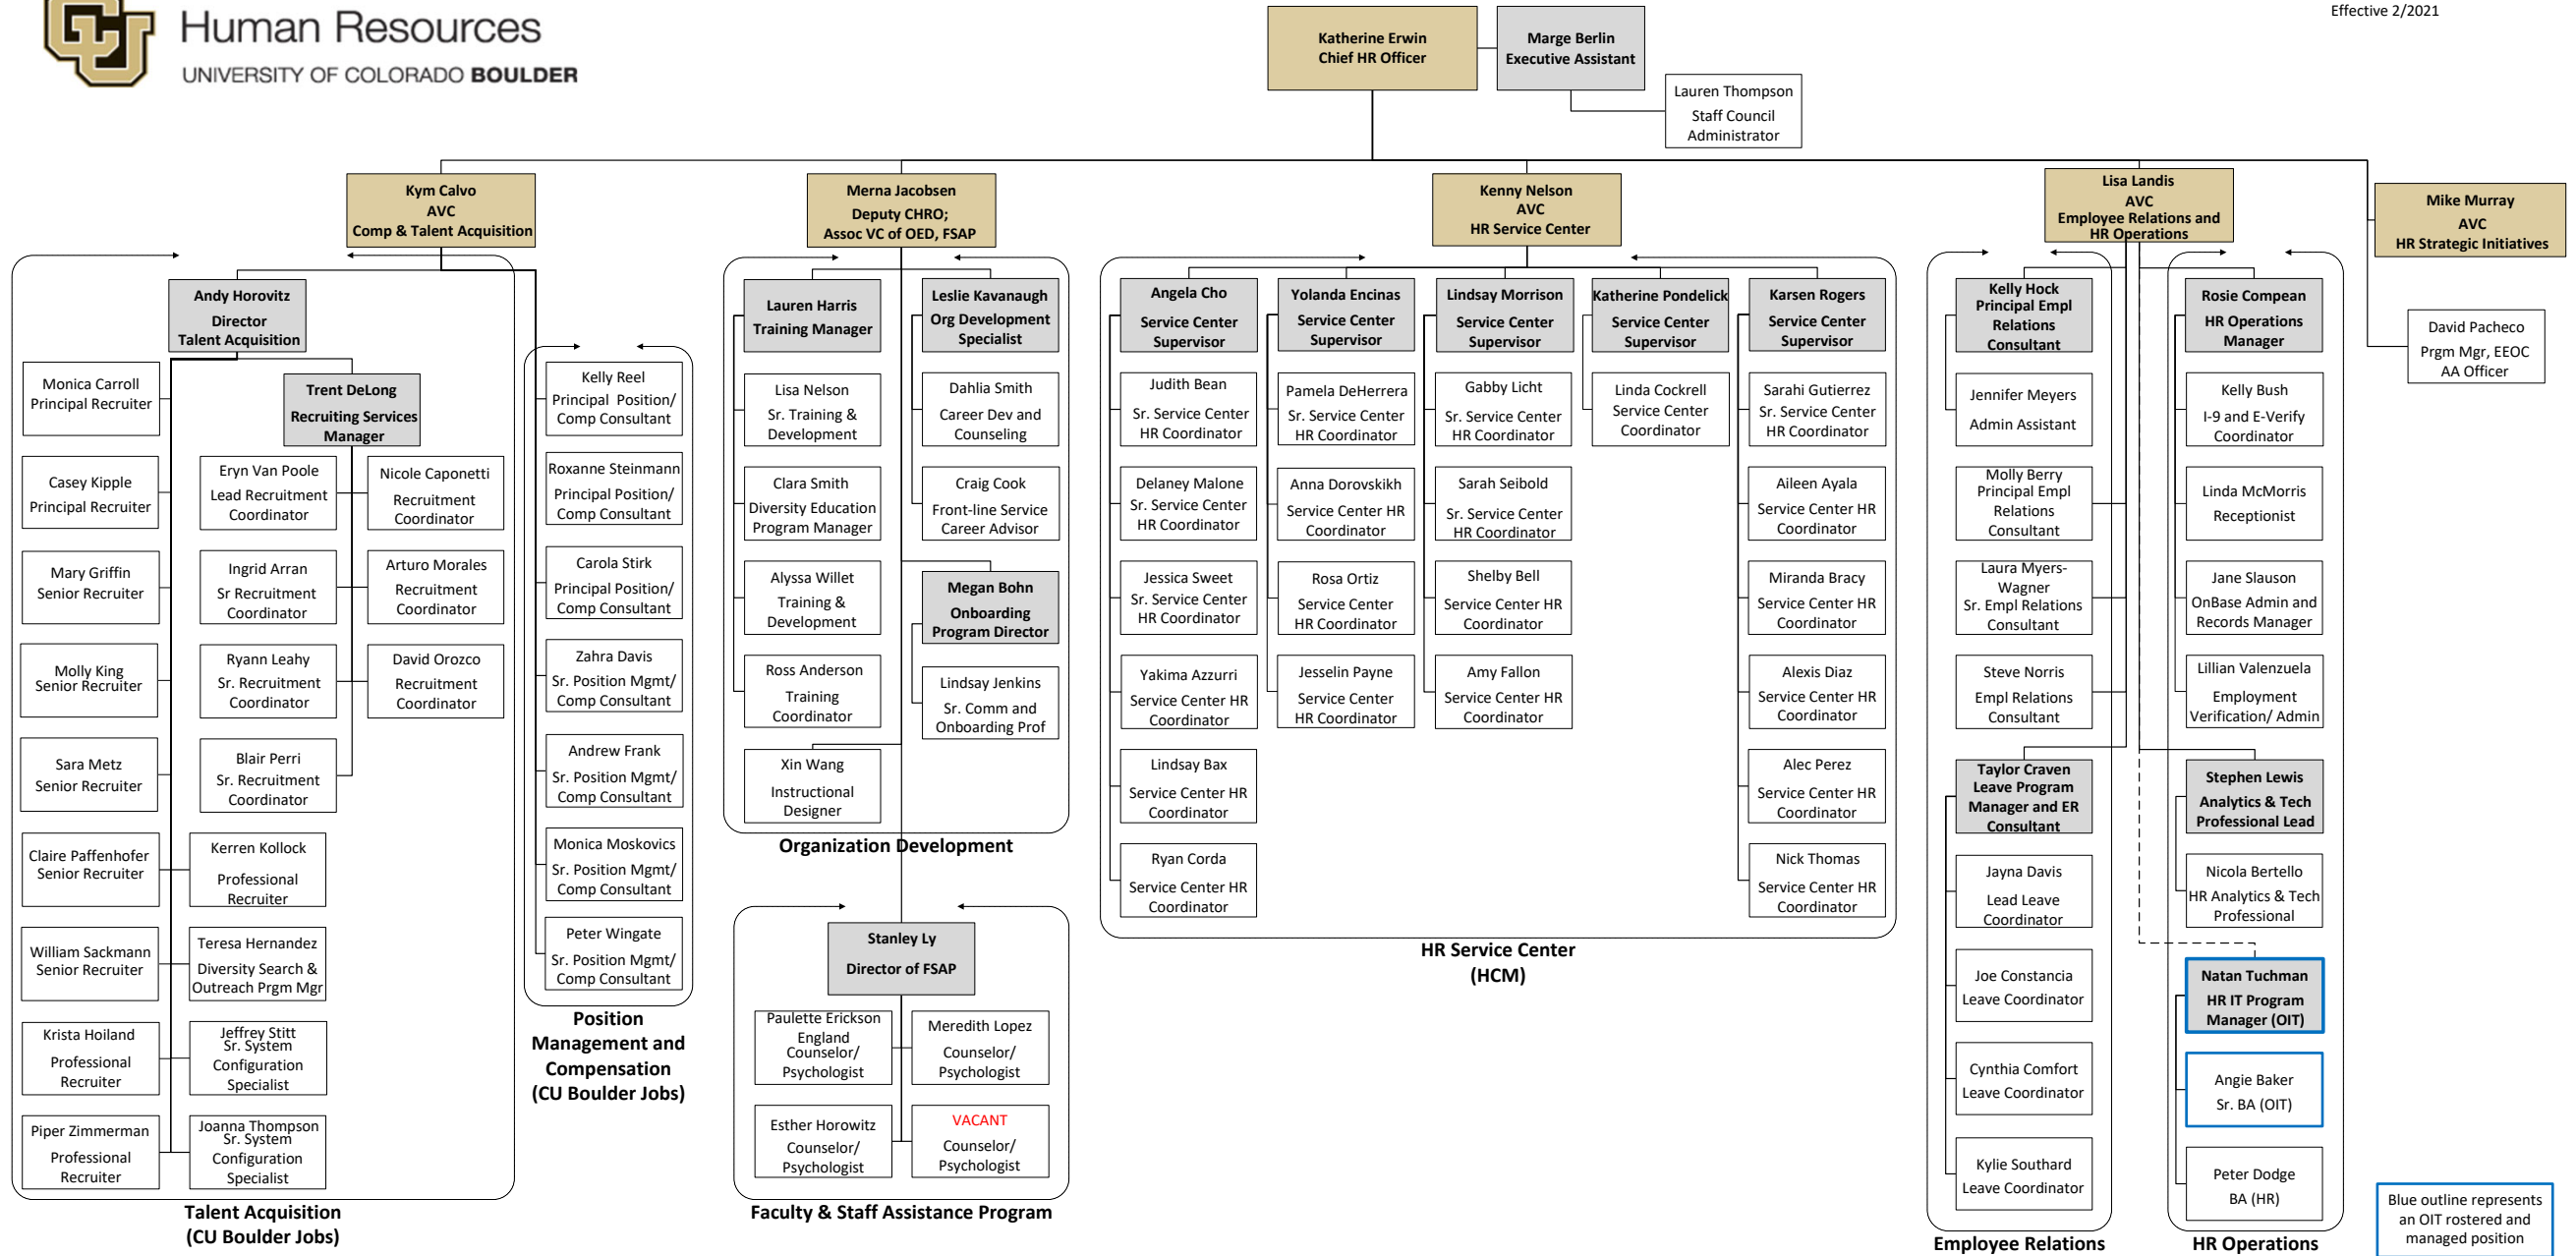 CU
Human Resources
UNIVERSITY OF COLORADO BOULDER
Effective 2/2021
Katherine Erwin
Chief HR Officer
Marge Berlin
Executive Assistant
Lauren Thompson
Staff Council
Administrator
Kym Calvo
AVC
Comp & Talent Acquisition
Merna Jacobsen
Deputy CHRO;
Assoc VC of OED, FSAP
Kenny Nelson
AVC
HR Service Center
Lisa Landis
AVC
Employee Relations and
HR Operations
Mike Murray
AVC
HR Strategic Initiatives
David Pacheco
Prgm Mgr, EEOC
AA Officer
Andy Horovitz
Director
Talent Acquisition
Monica Carroll
Principal Recruiter
Casey Kipple
Principal Recruiter
Mary Griffin
Senior Recruiter
Molly King
Senior Recruiter
Sara Metz
Senior Recruiter
Claire Paffenhofer
Senior Recruiter
William Sackmann
Senior Recruiter
Krista Hoiland
Professional
Recruiter
Piper Zimmerman
Professional
Recruiter
Trent DeLong
Recruiting Services
Manager
Eryn Van Poole
Lead Recruitment
Coordinator
Ingrid Arran
Sr Recruitment
Coordinator
Ryann Leahy
Sr. Recruitment
Coordinator
Blair Perri
Sr. Recruitment
Coordinator
Nicole Caponetti
Recruitment
Coordinator
Arturo Morales
Recruitment
Coordinator
David Orozco
Recruitment
Coordinator
Kerren Kollock
Professional
Recruiter
Teresa Hernandez
Diversity Search &
Outreach Prgm Mgr
Jeffrey Stitt
Sr. System
Configuration
Specialist
Joanna Thompson
Sr. System
Configuration
Specialist
Talent Acquisition
(CU Boulder Jobs)
Kelly Reel
Principal Position/
Comp Consultant
Roxanne Steinmann
Principal Position/
Comp Consultant
Carola Stirk
Principal Position/
Comp Consultant
Zahra Davis
Sr. Position Mgmt/
Comp Consultant
Andrew Frank
Sr. Position Mgmt/
Comp Consultant
Monica Moskovics
Sr. Position Mgmt/
Comp Consultant
Peter Wingate
Sr. Position Mgmt/
Comp Consultant
Position
Management and
Compensation
(CU Boulder Jobs)
Lauren Harris
Training Manager
Lisa Nelson
Sr. Training &
Development
Clara Smith
Diversity Education
Program Manager
Alyssa Willet
Training &
Development
Ross Anderson
Training
Coordinator
Xin Wang
Instructional
Designer
Leslie Kavanaugh
Org Development
Specialist
Dahlia Smith
Career Dev and
Counseling
Craig Cook
Front-line Service
Career Advisor
Megan Bohn
Onboarding
Program Director
Lindsay Jenkins
Sr. Comm and
Onboarding Prof
Organization Development
Stanley Ly
Director of FSAP
Paulette Erickson
England
Counselor/
Psychologist
Meredith Lopez
Counselor/
Psychologist
Esther Horowitz
Counselor/
Psychologist
VACANT
Counselor/
Psychologist
Faculty & Staff Assistance Program
Angela Cho
Service Center
Supervisor
Judith Bean
Sr. Service Center
HR Coordinator
Delaney Malone
Sr. Service Center
HR Coordinator
Jessica Sweet
Sr. Service Center
HR Coordinator
Yakima Azzurri
Service Center HR
Coordinator
Lindsay Bax
Service Center HR
Coordinator
Ryan Corda
Service Center HR
Coordinator
Yolanda Encinas
Service Center
Supervisor
Pamela DeHerrera
Sr. Service Center
HR Coordinator
Anna Dorovskikh
Service Center HR
Coordinator
Rosa Ortiz
Service Center
HR Coordinator
Jesselin Payne
Service Center
HR Coordinator
Lindsay Morrison
Service Center
Supervisor
Gabby Licht
Sr. Service Center
HR Coordinator
Sarah Seibold
Sr. Service Center
HR Coordinator
Shelby Bell
Service Center HR
Coordinator
Amy Fallon
Service Center HR
Coordinator
Katherine Pondelick
Service Center
Supervisor
Linda Cockrell
Service Center
Coordinator
Karsen Rogers
Service Center
Supervisor
Sarahi Gutierrez
Sr. Service Center
HR Coordinator
Aileen Ayala
Service Center HR
Coordinator
Miranda Bracy
Service Center HR
Coordinator
Alexis Diaz
Service Center HR
Coordinator
Alec Perez
Service Center HR
Coordinator
Nick Thomas
Service Center HR
Coordinator
HR Service Center
(HCM)
Kelly Hock
Principal Empl
Relations
Consultant
Jennifer Meyers
Admin Assistant
Molly Berry
Principal Empl
Relations
Consultant
Laura Myers-
Wagner
Sr. Empl Relations
Consultant
Steve Norris
Empl Relations
Consultant
Taylor Craven
Leave Program
Manager and ER
Consultant
Jayna Davis
Lead Leave
Coordinator
Joe Constancia
Leave Coordinator
Cynthia Comfort
Leave Coordinator
Kylie Southard
Leave Coordinator
Employee Relations
Rosie Compean
HR Operations
Manager
Kelly Bush
I-9 and E-Verify
Coordinator
Linda McMorris
Receptionist
Jane Slauson
OnBase Admin and
Records Manager
Lillian Valenzuela
Employment
Verification/ Admin
Stephen Lewis
Analytics & Tech
Professional Lead
Nicola Bertello
HR Analytics & Tech
Professional
Natan Tuchman
HR IT Program
Manager (OIT)
Angie Baker
Sr. BA (OIT)
Peter Dodge
BA (HR)
HR Operations
Blue outline represents
an OIT rostered and
managed position